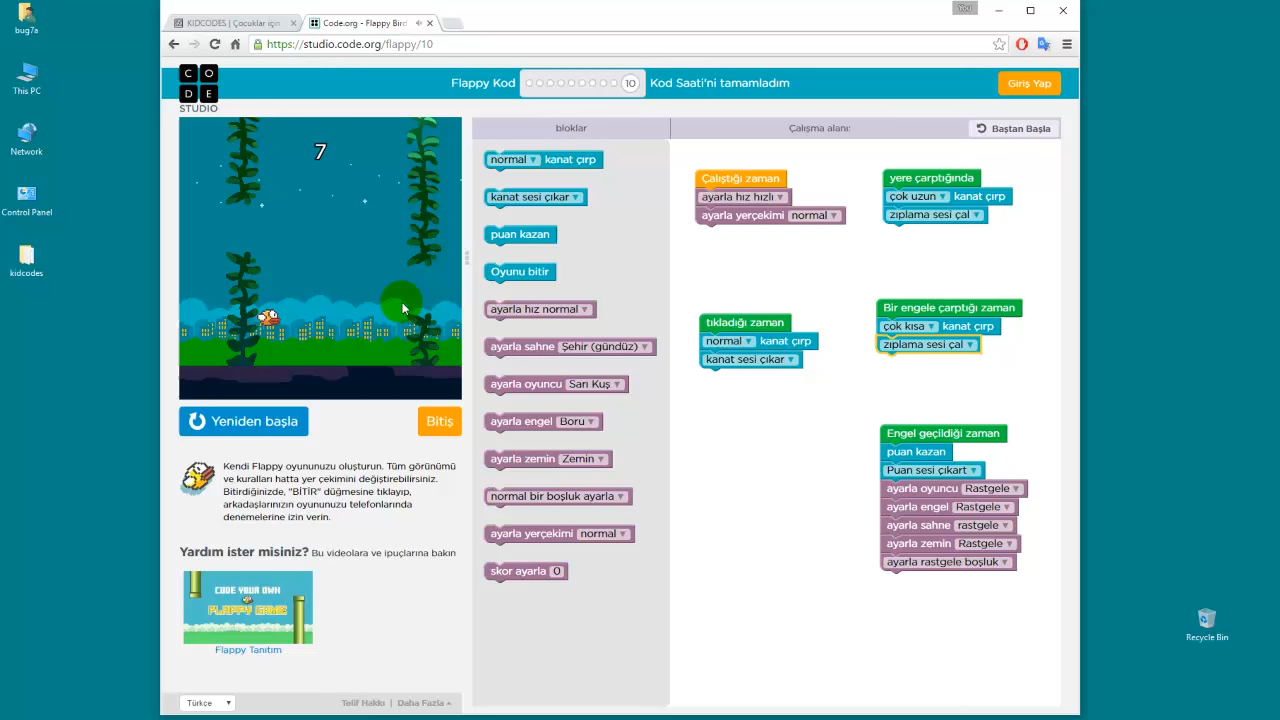 bug7a
This PC
Network
Control Panel
kidcodes
Recycle Bin
You
KIDCODES | Çocuklar için
Code.org - Flappy Bird
https://studio.code.org/flappy/10
C O
D E
STUDIO
Flappy Kod
10
Kod Saati'ni tamamladım
Giriş Yap
7
Yeniden başla
Bitiş
Kendi Flappy oyununuzu oluşturun. Tüm görünümü
ve kuralları hatta yer çekimini değiştirebilirsiniz.
Bitirdiğinizde, "BİTİR" düğmesine tıklayıp,
arkadaşlarınızın oyununuzu telefonlarında
denemelerine izin verin.
Yardım ister misiniz? Bu videolara ve ipuçlarına bakın
CODE YOUR OWN
FLAPPY GAME
Flappy Tanıtım
Türkçe
Telif Hakkı | Daha Fazla
bloklar
normal kanat çırp
kanat sesi çıkar
puan kazan
Oyunu bitir
ayarla hız normal
ayarla sahne Şehir (gündüz)
ayarla oyuncu Sarı Kuş
ayarla engel Boru
ayarla zemin Zemin
normal bir boşluk ayarla
ayarla yerçekimi normal
skor ayarla 0
Çalışma alanı:
Baştan Başla
Çalıştığı zaman
ayarla hız hızlı
ayarla yerçekimi normal
yere çarptığında
çok uzun kanat çırp
zıplama sesi çal
tıkladığı zaman
normal kanat çırp
kanat sesi çıkar
Bir engele çarptığı zaman
çok kısa kanat çırp
zıplama sesi çal
Engel geçildiği zaman
puan kazan
Puan sesi çıkart
ayarla oyuncu Rastgele
ayarla engel Rastgele
ayarla sahne rastgele
ayarla zemin Rastgele
ayarla rastgele boşluk